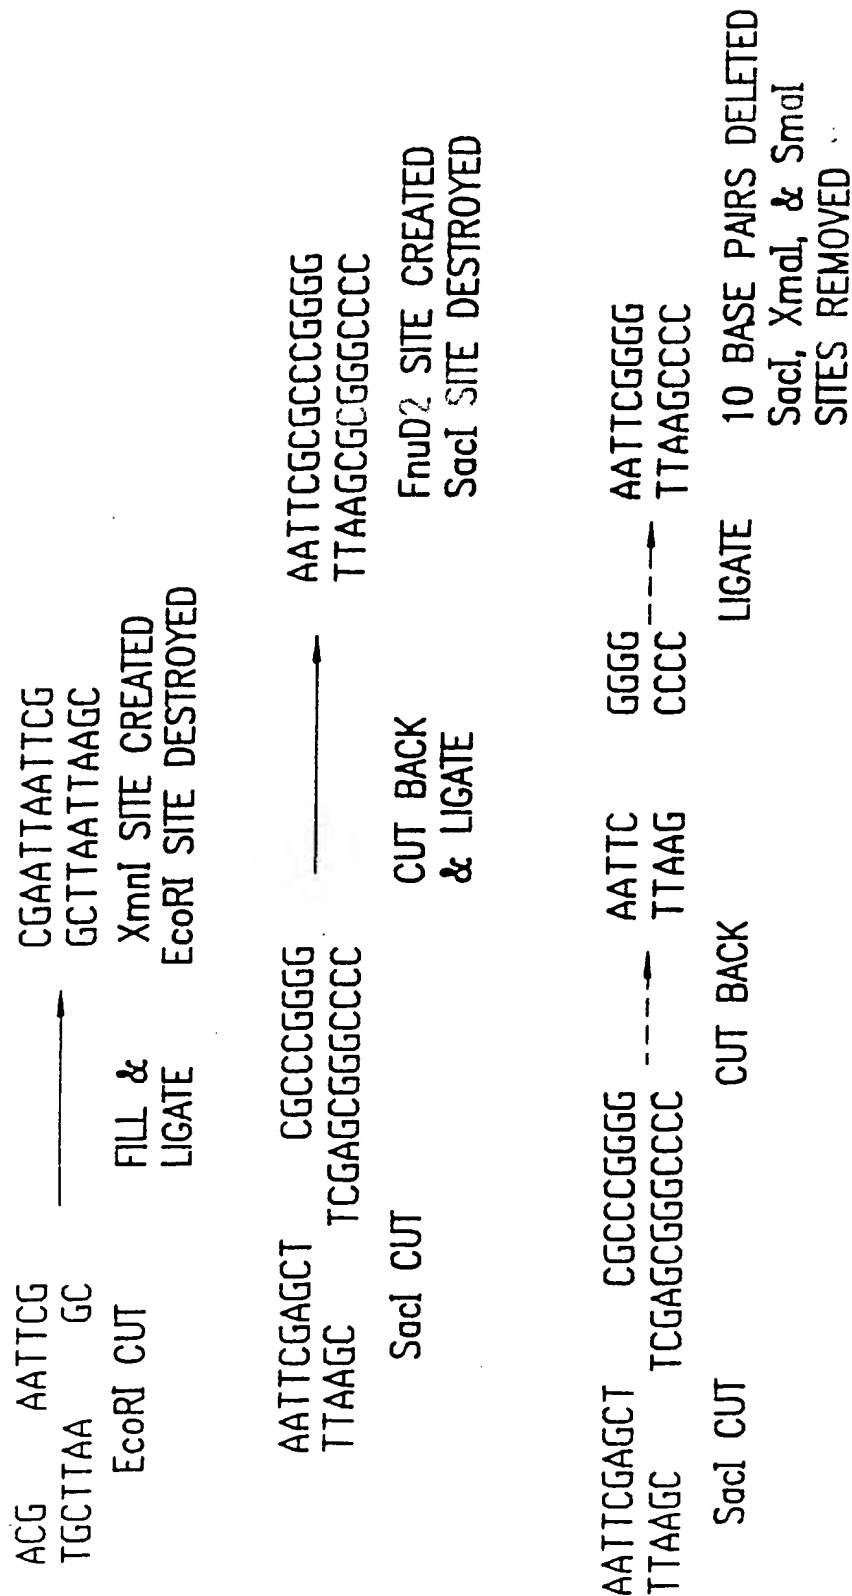 ACG AATTCG
TGCTTAA GC
EcoRI CUT
FILL &
LIGATE
CGAATTAATTCG
GCTTAATTAAGC
XmnI SITE CREATED
EcoRI SITE DESTROYED
AATTCGAGCT CGCCCGGGG
TTAAGC TCGAGCGGGCCCC
SacI CUT
CUT BACK
& LIGATE
AATTCGCGCCCGGGG
TTAAGCGCGGGCCCC
FnuD2 SITE CREATED
SacI SITE DESTROYED
AATTCGAGCT CGCCCGGGG
TTAAGC TCGAGCGGGCCCC
SacI CUT
CUT BACK
AATTC GGGG
TTAAG CCCC
LIGATE
AATTCGGGG
TTAAGCCCC
10 BASE PAIRS DELETED
SacI, XmaI, & SmaI
SITES REMOVED